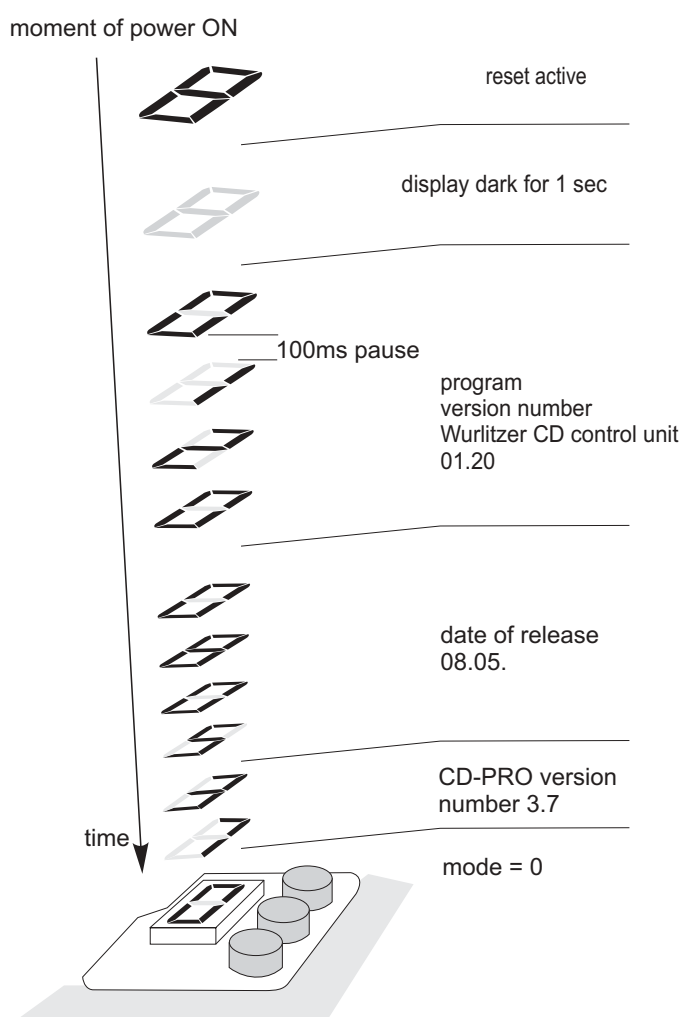 moment of power ON
reset active
display dark for 1 sec
100ms pause
program
version number
Wurlitzer CD control unit
01.20
date of release
08.05.
CD-PRO version
number 3.7
time
mode = 0